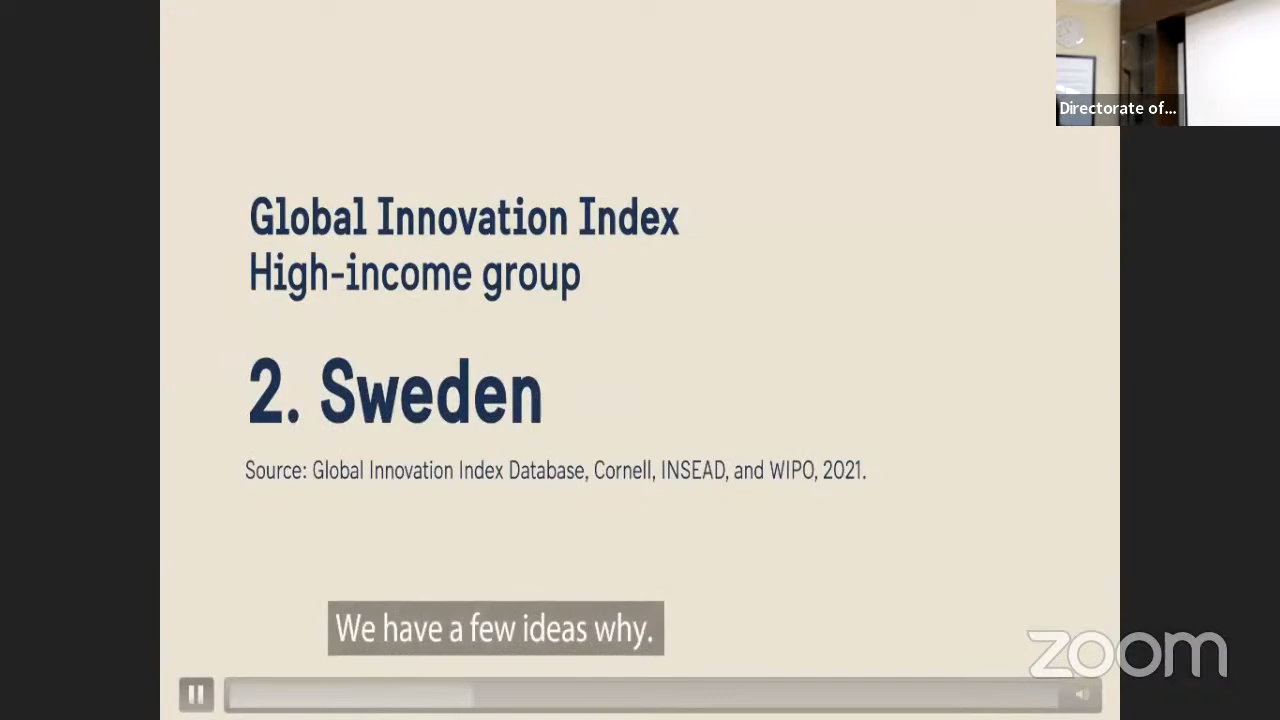 Directorate of...
Global Innovation Index
High-income group
2. Sweden
Source: Global Innovation Index Database, Cornell, INSEAD, and WIPO, 2021.
We have a few ideas why.
zoom